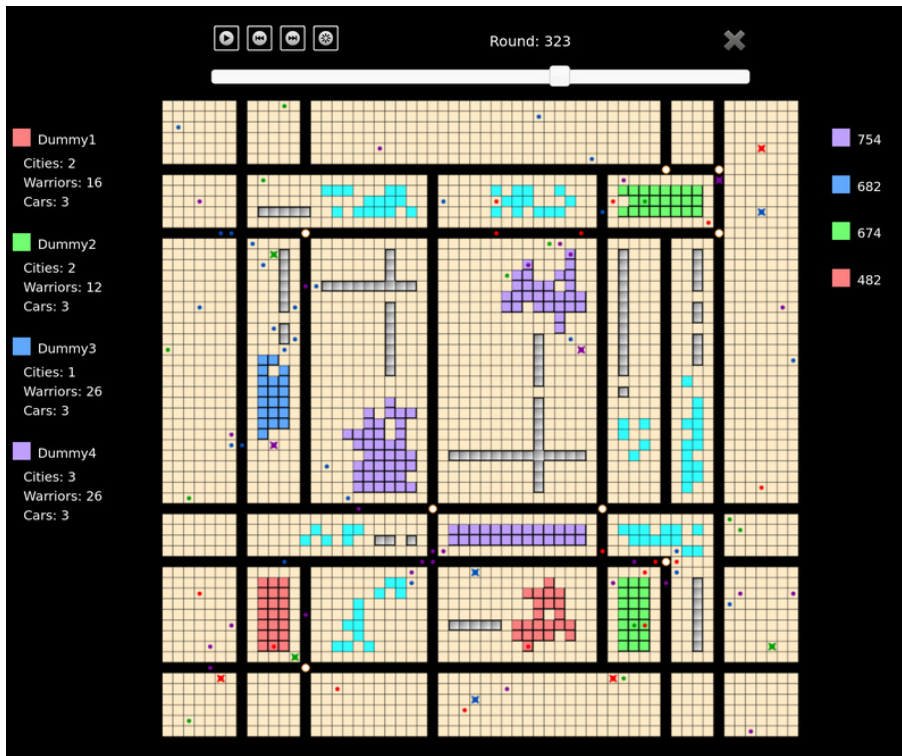 Round: 323
Dummy1
Cities: 2
Warriors: 16
Cars: 3
Dummy2
Cities: 2
Warriors: 12
Cars: 3
Dummy3
Cities: 1
Warriors: 26
Cars: 3
Dummy4
Cities: 3
Warriors: 26
Cars: 3
754
682
674
482